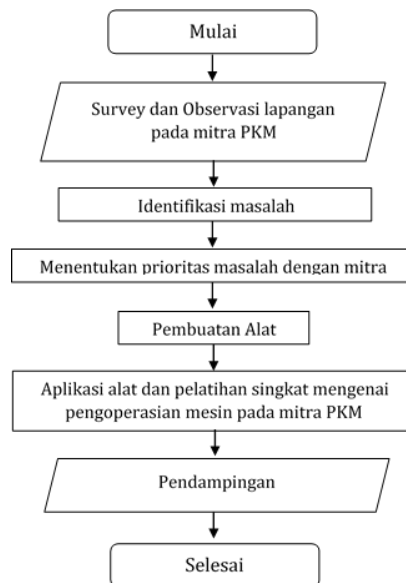 Mulai
Survey dan Observasi lapangan
pada mitra PKM
Identifikasi masalah
Menentukan prioritas masalah dengan mitra
Pembuatan Alat
Aplikasi alat dan pelatihan singkat mengenai
pengoperasian mesin pada mitra PKM
Pendampingan
Selesai